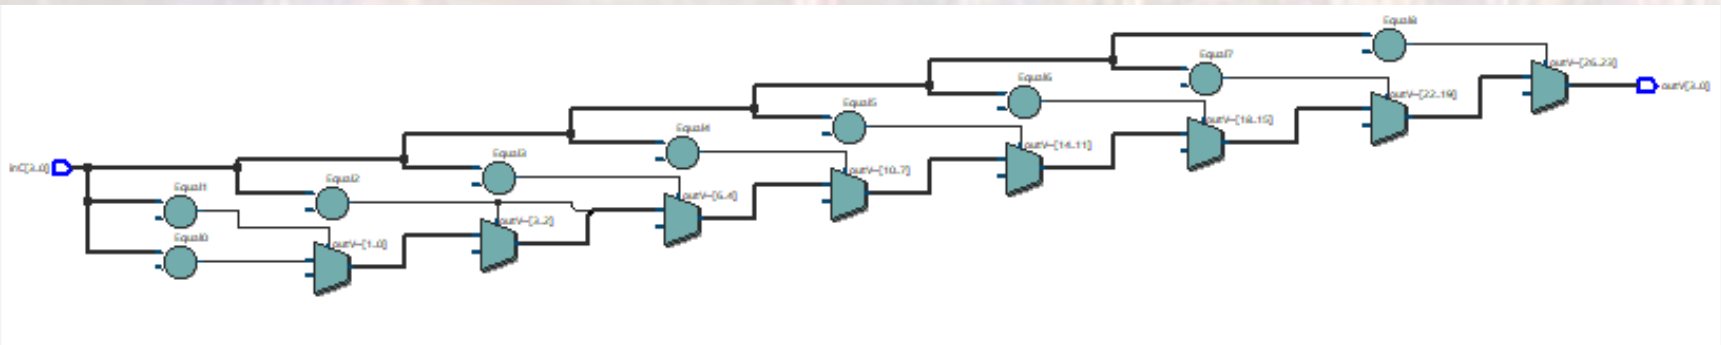 Equal8
outV~[26..23]
Equal7
outV[3..0]
Equal6
outV~[22..19]
Equal5
outV~[18..15]
Equal4
outV~[14..11]
Equal3
inC[3..0]
outV~[10..7]
Equal2
Equal1
outV~[6..4]
outV~[3..2]
Equal0
outV~[1..0]